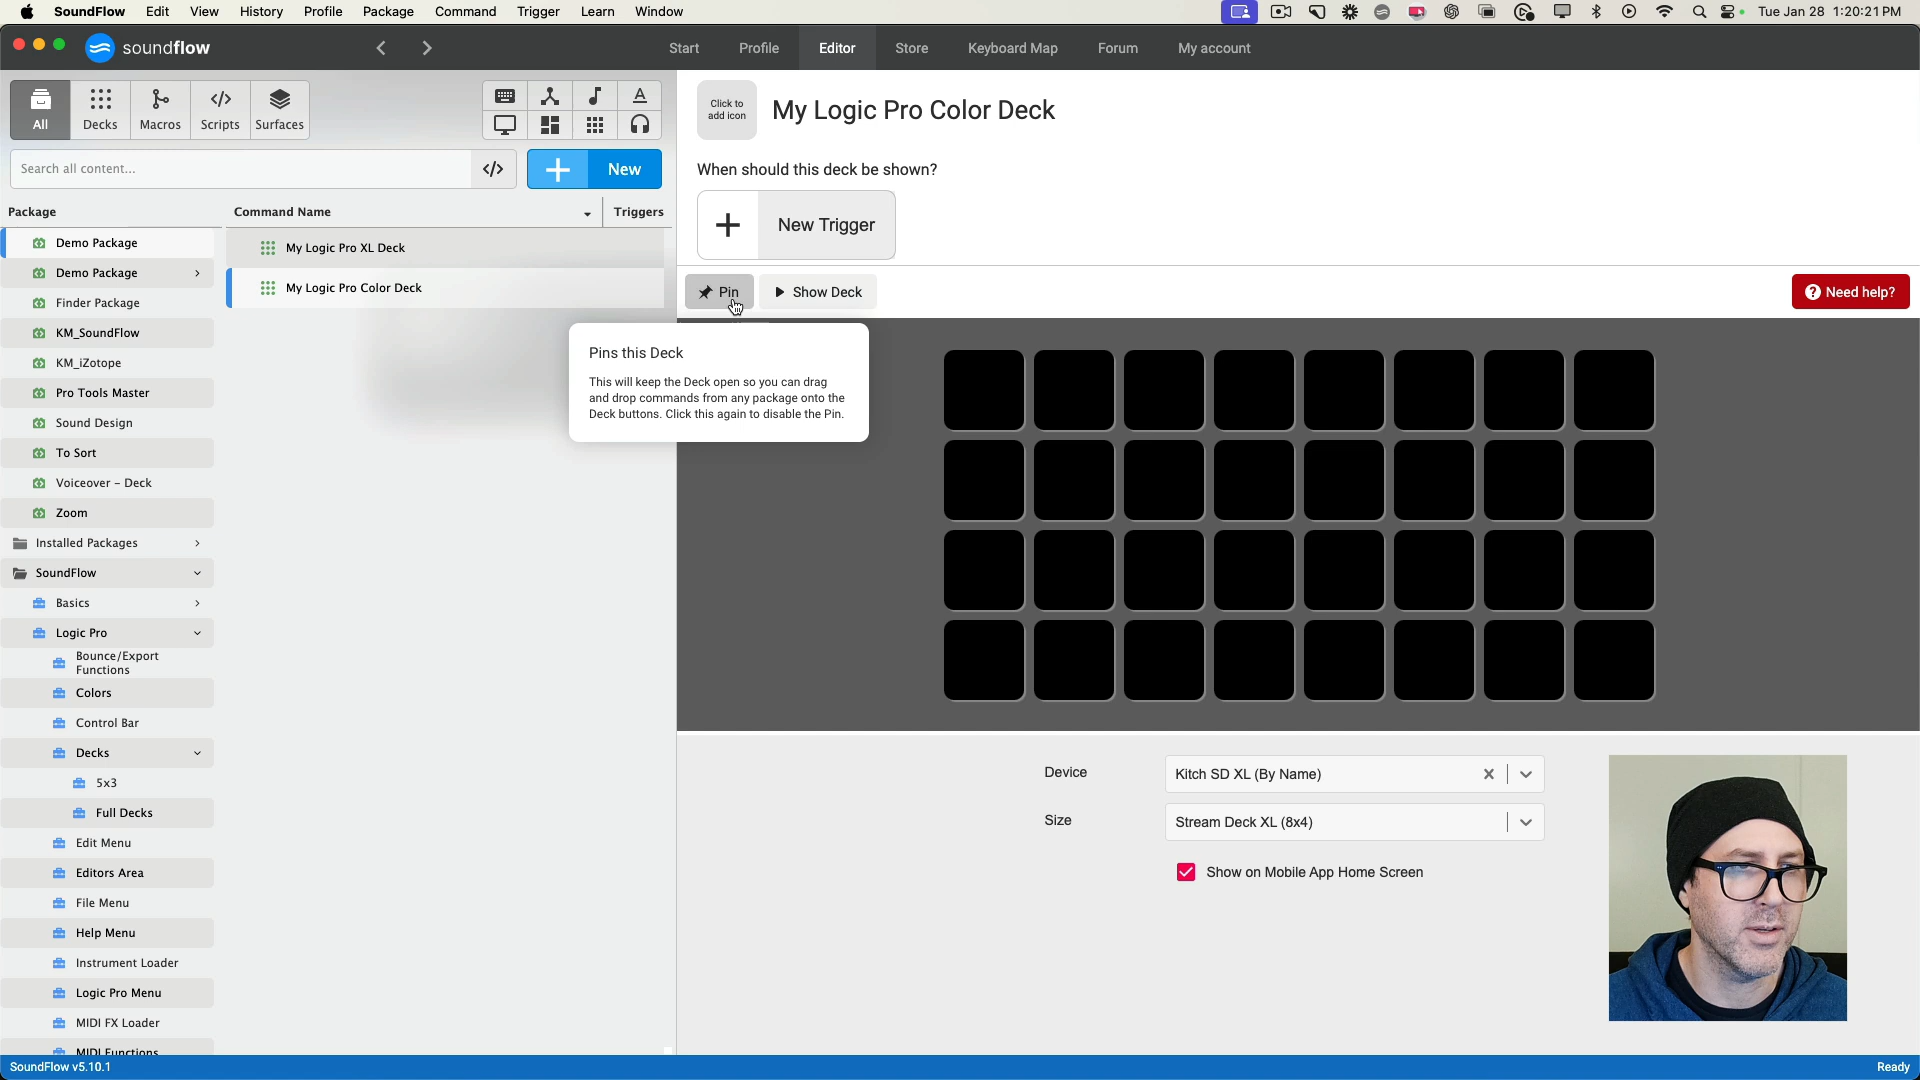 SoundFlow Edit View History Profile Package Command Trigger Learn Window Tue Jan 28 1:20:21 PM
soundflow
Start Profile Editor Store Keyboard Map Forum My account
All Decks Macros Scripts Surfaces
Search all content...
New
Package Command Name Triggers
Demo Package
Demo Package
Finder Package
KM_SoundFlow
KM_iZotope
Pro Tools Master
Sound Design
To Sort
Voiceover - Deck
Zoom
Installed Packages
SoundFlow
Basics
Logic Pro
Bounce/Export
Functions
Colors
Control Bar
Decks
5x3
Full Decks
Edit Menu
Editors Area
File Menu
Help Menu
Instrument Loader
Logic Pro Menu
MIDI FX Loader
MIDI Functions
My Logic Pro XL Deck
My Logic Pro Color Deck
Click to
add icon
My Logic Pro Color Deck
When should this deck be shown?
New Trigger
Pin Show Deck
Need help?
Pins this Deck
This will keep the Deck open so you can drag
and drop commands from any package onto the
Deck buttons. Click this again to disable the Pin.
Device Kitch SD XL (By Name)
Size Stream Deck XL (8x4)
Show on Mobile App Home Screen
SoundFlow v5.10.1 Ready